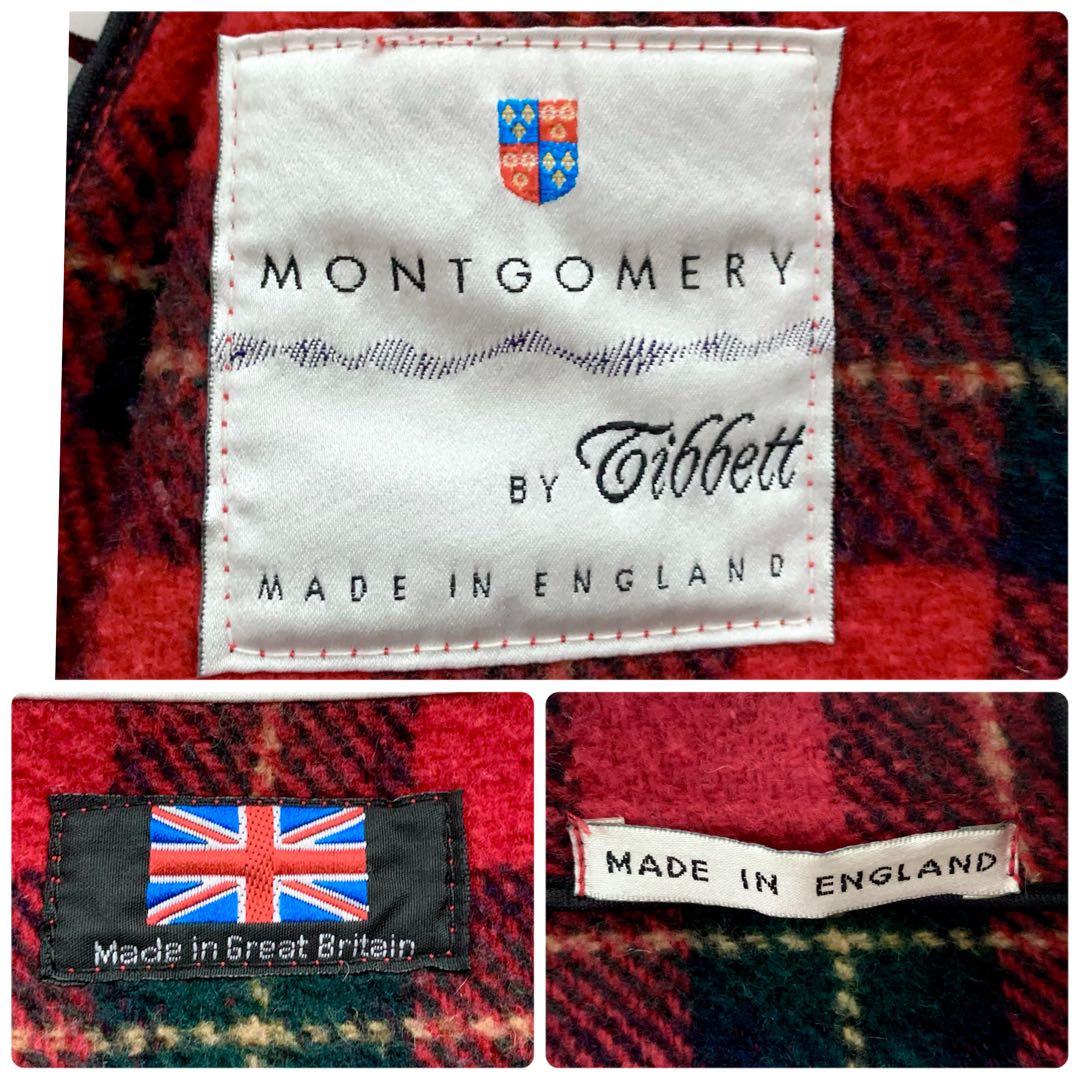 MONTGOMERY
BY Tibbett
MADE IN ENGLAND
Made in Great Britain
MADE IN ENGLAND